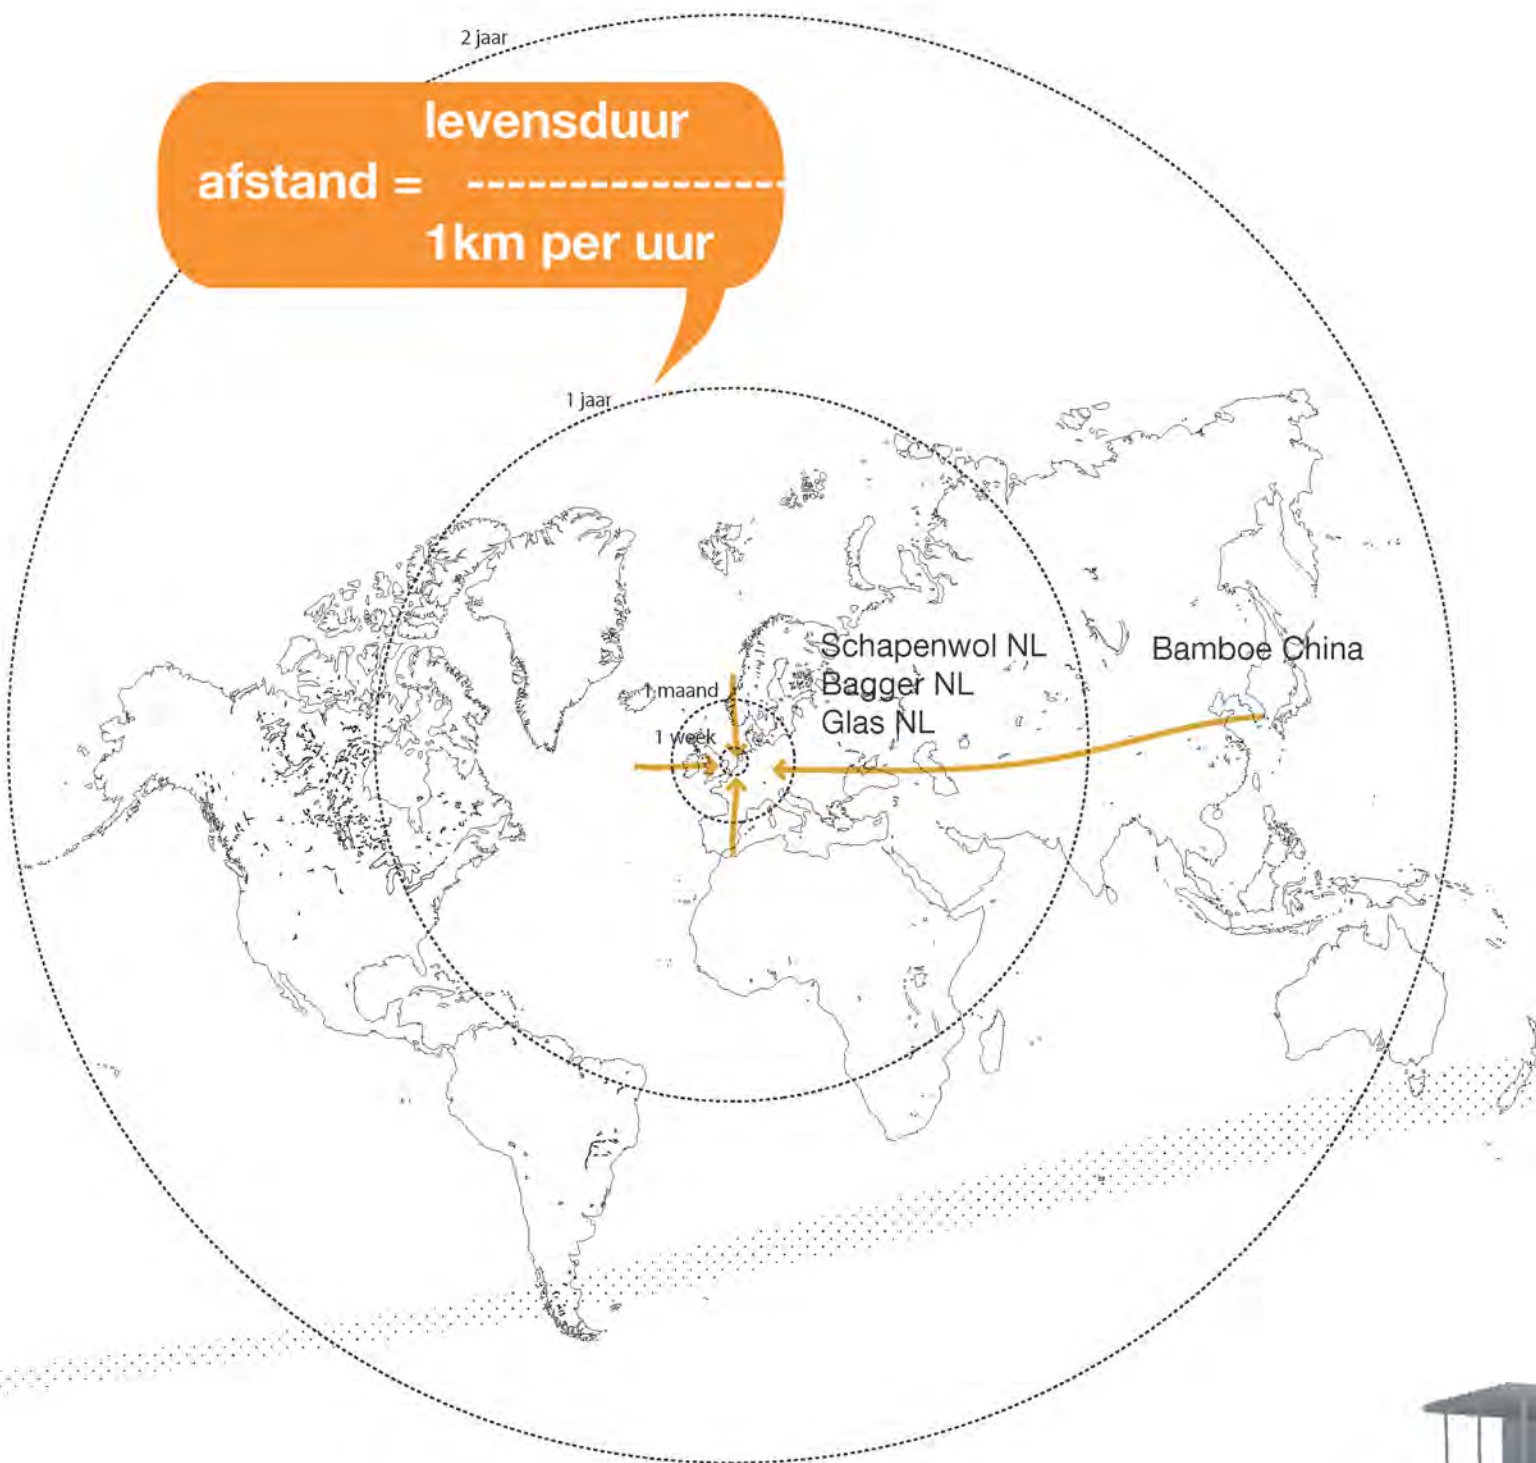 2 jaar
levensduur
afstand = ----------------
1km per uur
1 jaar
Schapenwol NL
Bagger NL
Glas NL
Bamboe China
1 maand
1 week